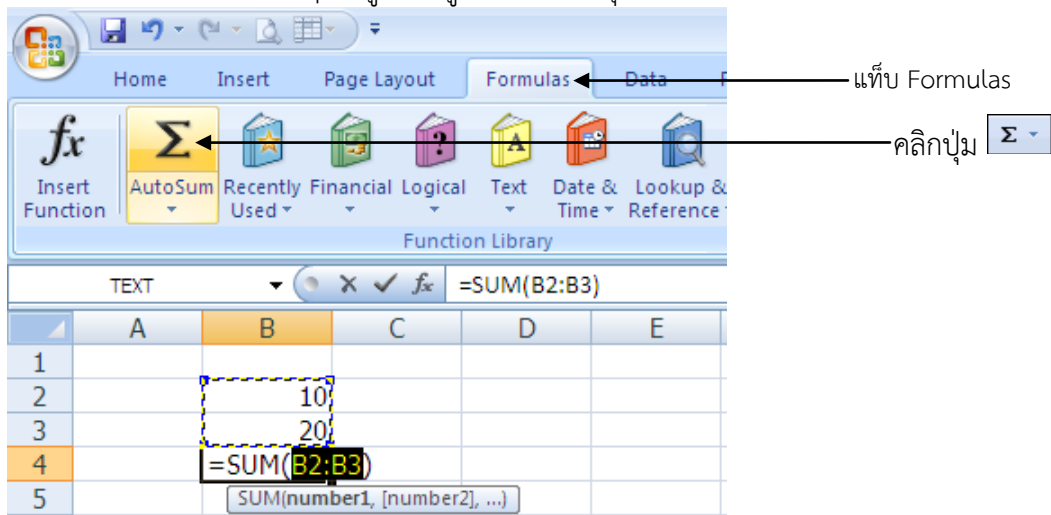 Home Insert Page Layout Formulas Data
แท็บ Formulas
fx Σ A ?
คลิกปุ่ม Σ
Insert Function AutoSum Recently Used Financial Logical Text Date & Time Lookup & Reference
Function Library
TEXT fx =SUM(B2:B3)
A B C D E
1
2 10
3 20
4 =SUM(B2:B3)
5 SUM(number1, [number2], ...)